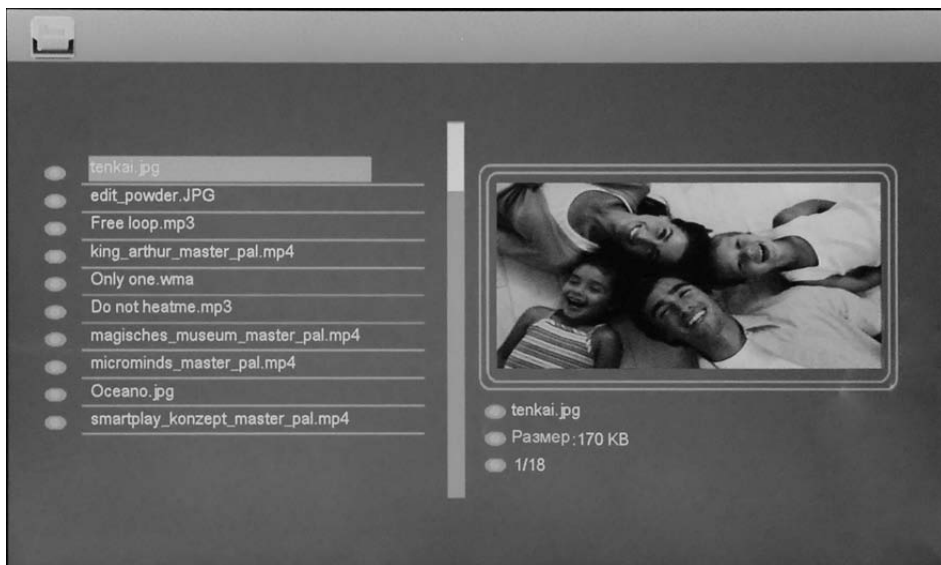 tenkai.jpg
edit_powder.JPG
Free loop.mp3
king_arthur_master_pal.mp4
Only one.wma
Do not heatme.mp3
magisches_museum_master_pal.mp4
microminds_master_pal.mp4
Oceano.jpg
smartplay_konzept_master_pal.mp4
tenkai.jpg
Размер:170 KB
1/18